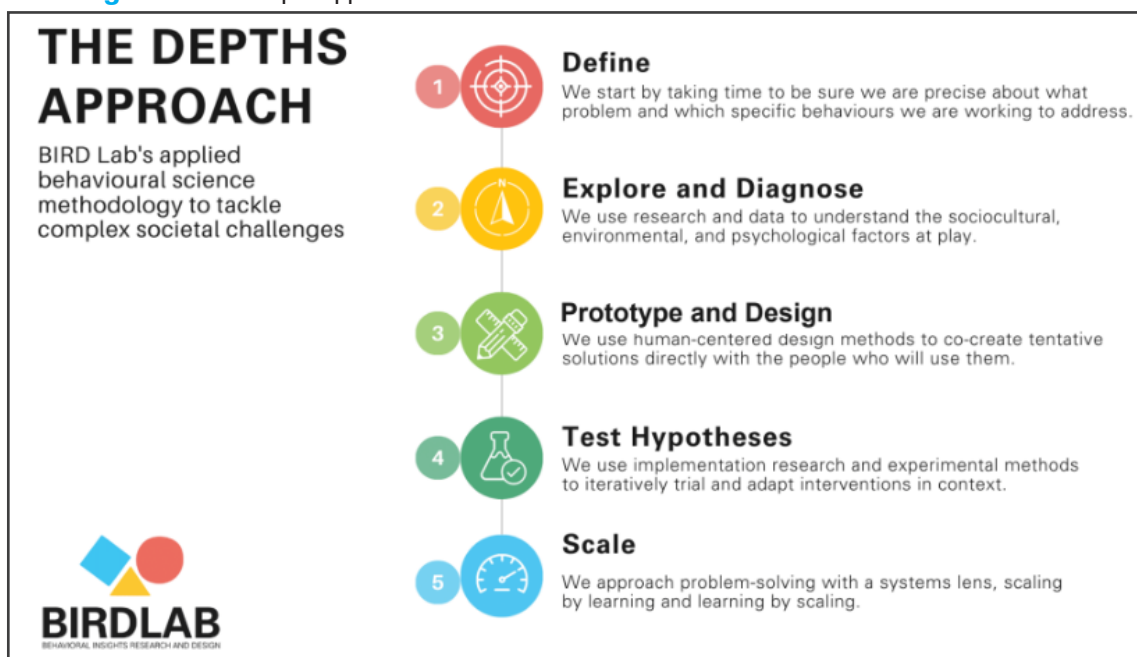 THE DEPTHS
APPROACH
BIRD Lab's applied
behavioural science
methodology to tackle
complex societal challenges
1
Define
We start by taking time to be sure we are precise about what
problem and which specific behaviours we are working to address.
2
N
Explore and Diagnose
We use research and data to understand the sociocultural,
environmental, and psychological factors at play.
3
Prototype and Design
We use human-centered design methods to co-create tentative
solutions directly with the people who will use them.
4
Test Hypotheses
We use implementation research and experimental methods
to iteratively trial and adapt interventions in context.
5
Scale
We approach problem-solving with a systems lens, scaling
by learning and learning by scaling.
BIRDLAB
BEHAVIORAL INSIGHTS RESEARCH AND DESIGN